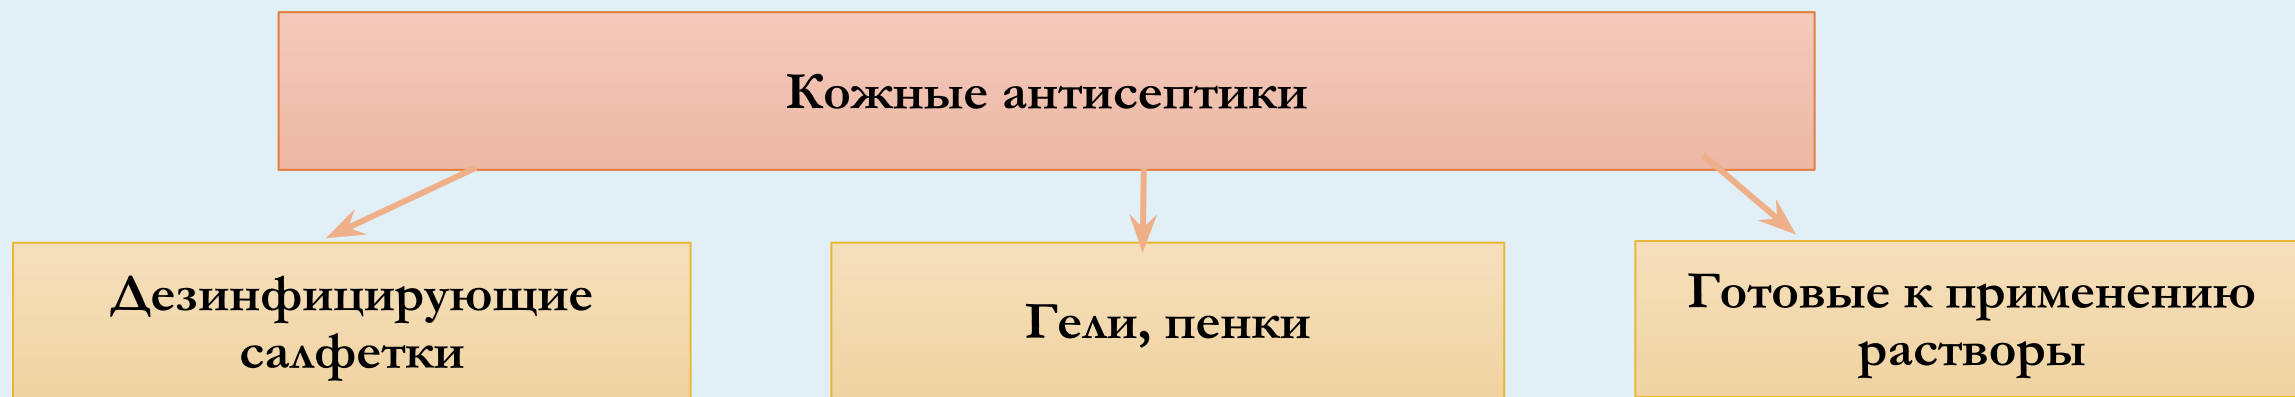 Кожные антисептики
Дезинфицирующие
салфетки
Гели, пенки
Готовые к применению
растворы